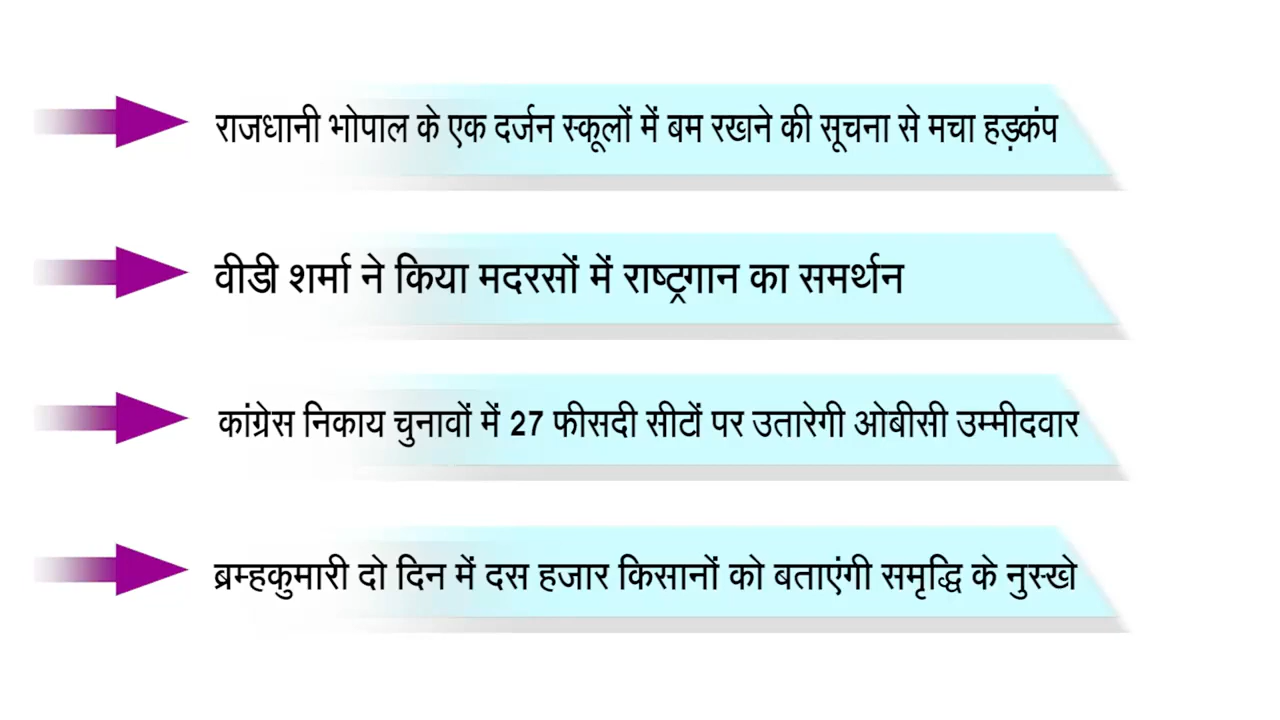 राजधानी भोपाल के एक दर्जन स्कूलों में बम रखने की सूचना से मचा हड़कंप
वीडी शर्मा ने किया मदरसों में राष्ट्रगान का समर्थन
कांग्रेस निकाय चुनावों में 27 फीसदी सीटों पर उतारेगी ओबीसी उम्मीदवार
ब्रम्हकुमारी दो दिन में दस हजार किसानों को बताएंगी समृद्धि के नुस्खे